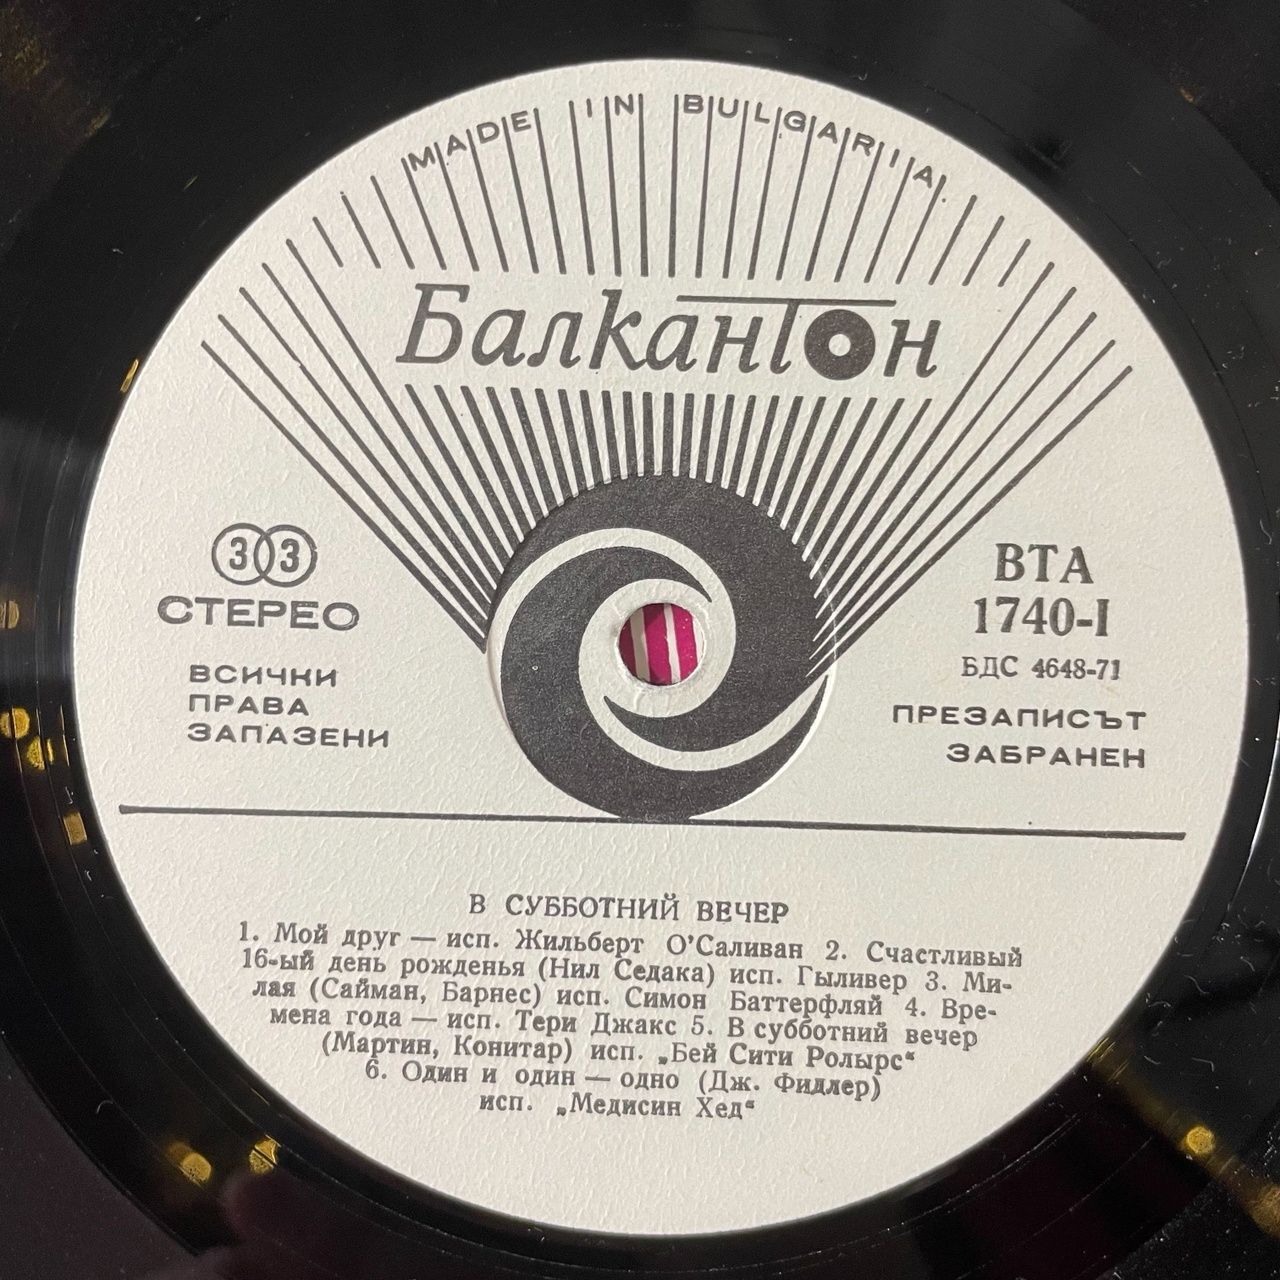 MADE IN BULGARIA
Балкантон
33
СТЕРЕО
ВСИЧКИ
ПРАВА
ЗАПАЗЕНИ
ВТА
1740-I
БДС 4648-71
ПРЕЗАПИСЪТ
ЗАБРАНЕН
В СУББОТНИЙ ВЕЧЕР
1. Мой друг — исп. Жильберт О'Саливан 2. Счастливый
16-ый день рожденья (Нил Седака) исп. Гыливер 3. Ми-
лая (Сайман, Барнес) исп. Симон Баттерфляй 4. Вре-
мена года — исп. Тери Джакс 5. В субботний вечер
(Мартин, Конитар) исп. „Бей Сити Ролырс“
6. Один и один — одно (Дж. Фидлер)
исп. „Медисин Хед“